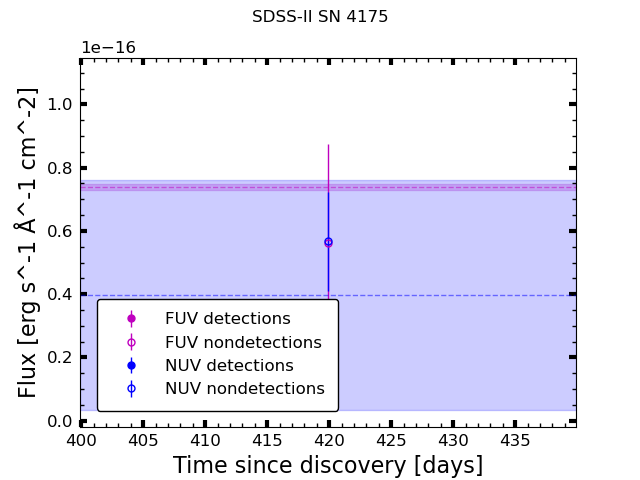 SDSS-II SN 4175
1e−16
1.0
0.8
0.6
0.4
0.2
0.0
Flux [erg s^-1 Å^-1 cm^-2]
FUV detections
FUV nondetections
NUV detections
NUV nondetections
400 405 410 415 420 425 430 435
Time since discovery [days]